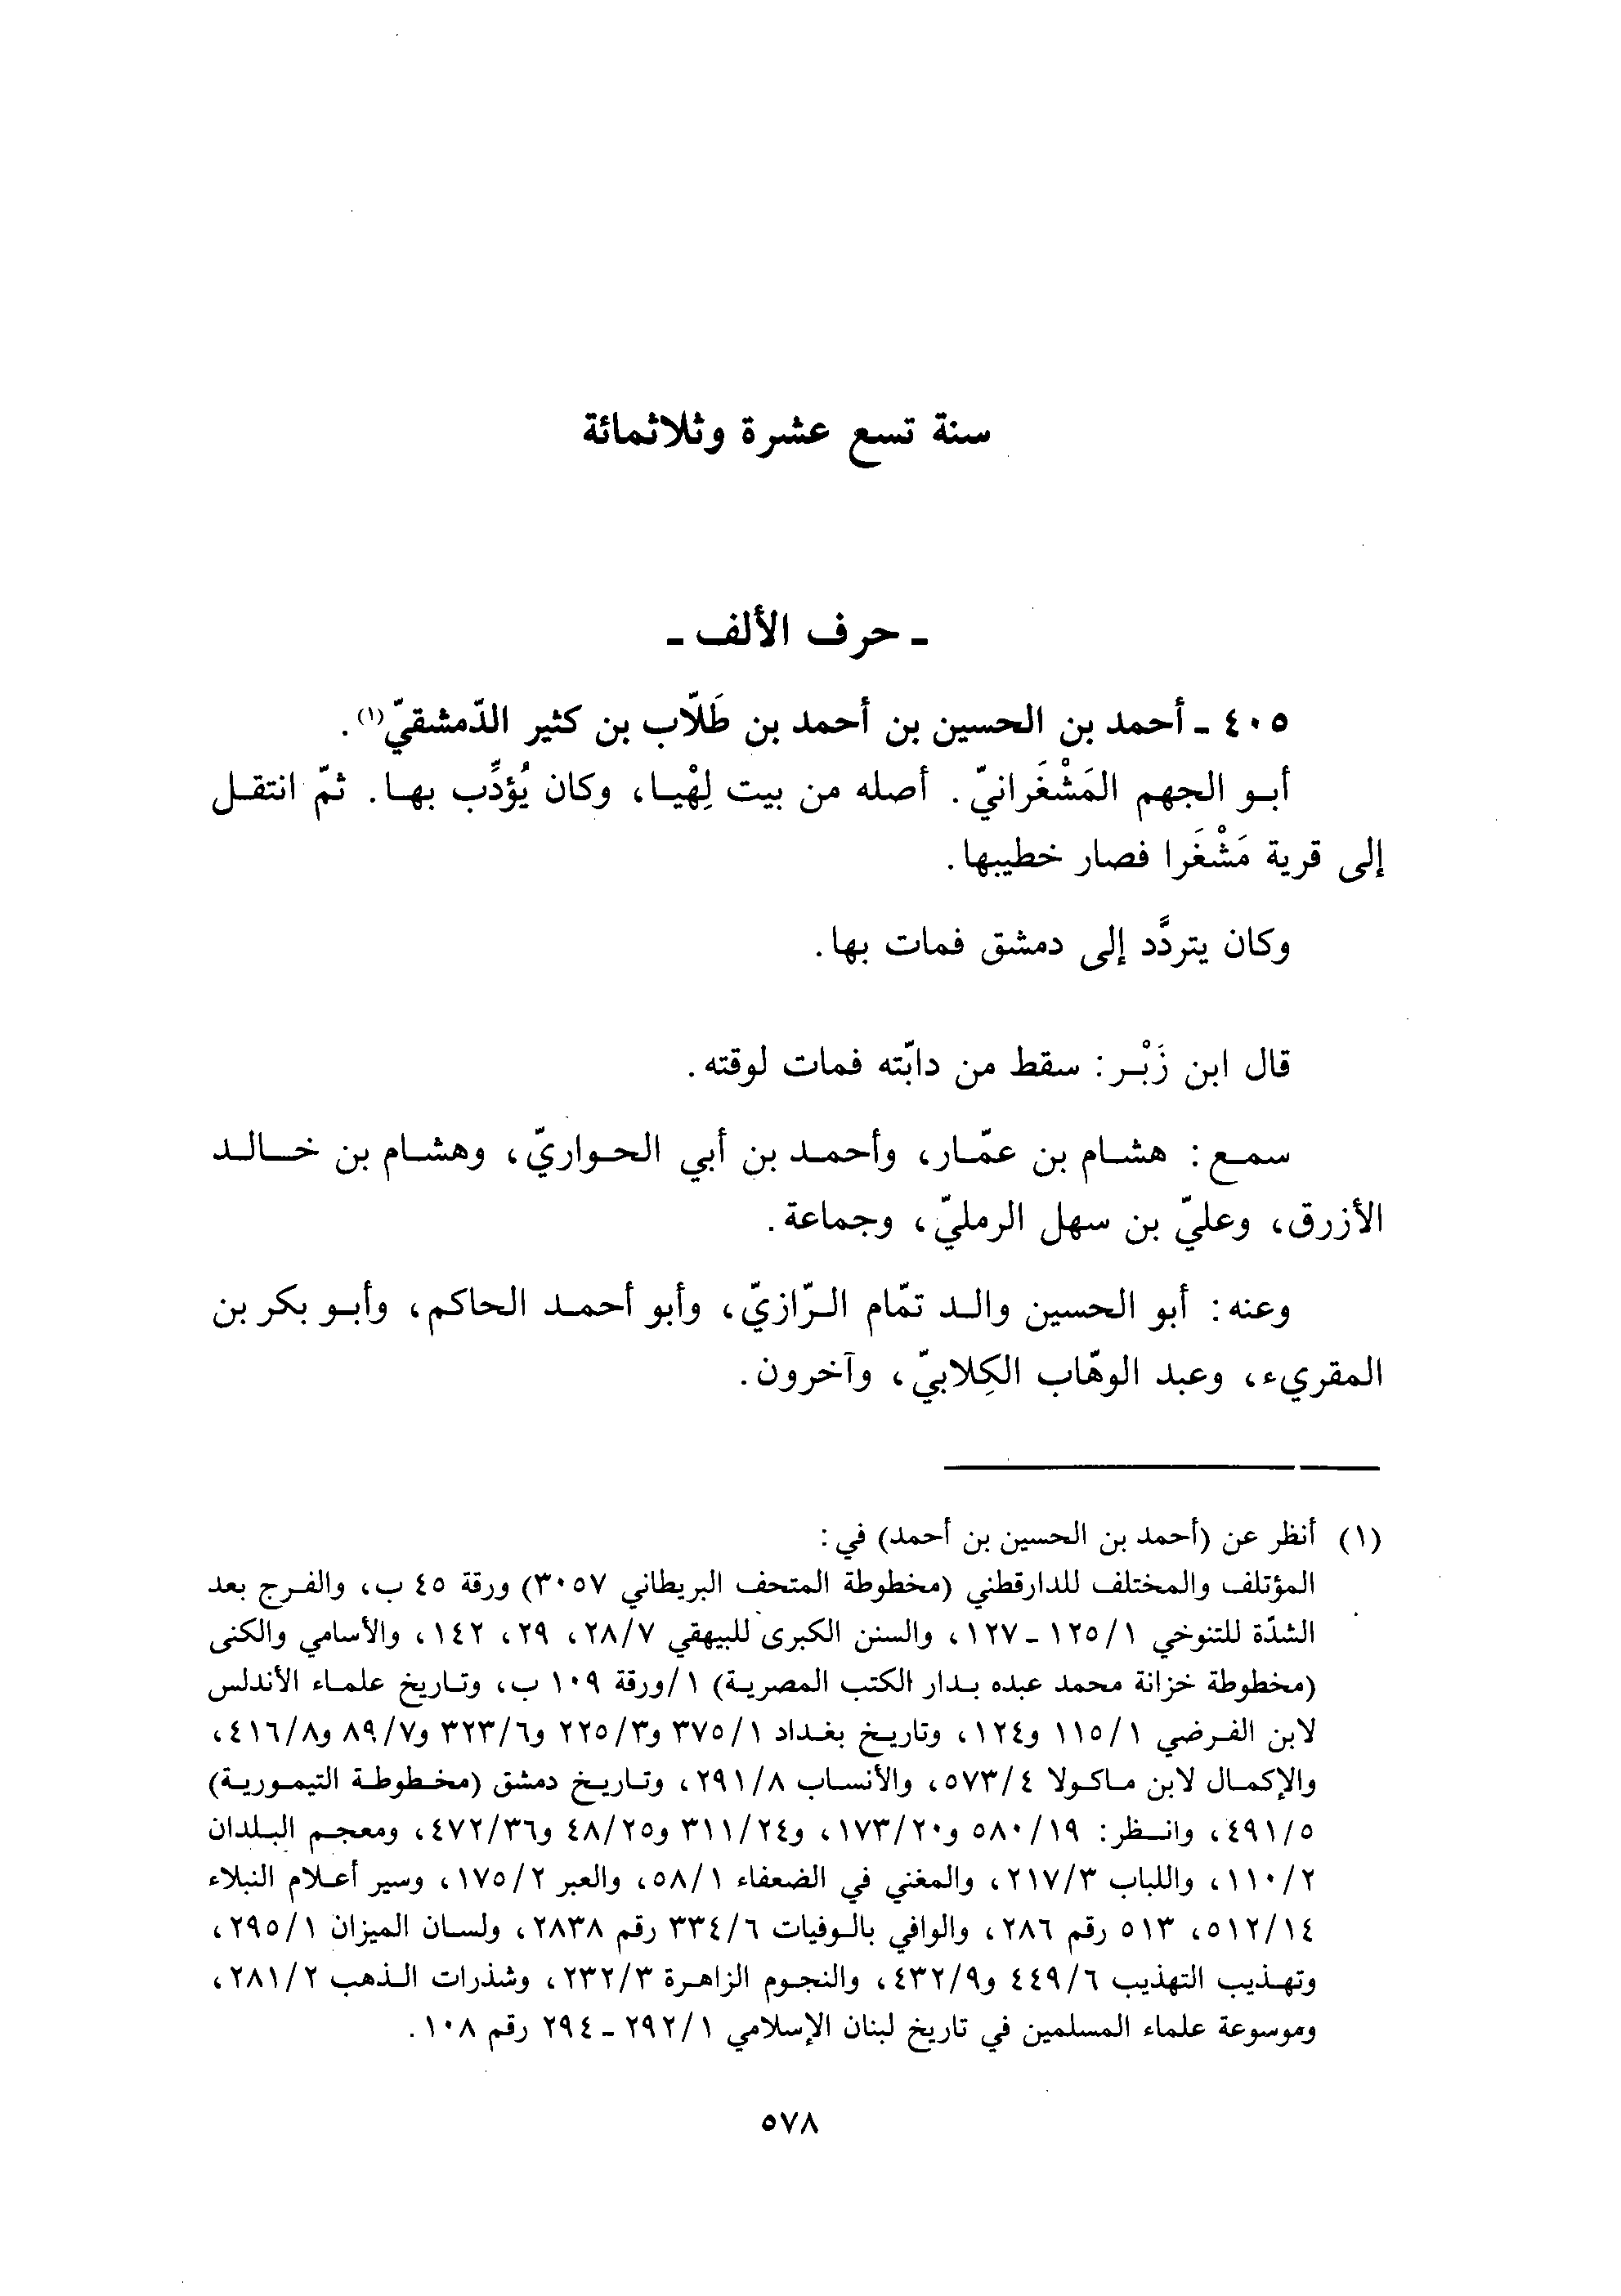 سنة تسع عشرة وثلاثمائة
ـ حرف الألف ـ
٤٠٥ ـ أحمد بن الحسين بن أحمد بن طَلّاب بن كثير الدّمشقيّ(١).
أبو الجهم المَشْغَرانيّ. أصله من بيت لِهْيا، وكان يُؤدِّب بها. ثمّ انتقل
إلى قرية مَشْغَرا فصار خطيبها.
وكان يتردَّد إلى دمشق فمات بها.
قال ابن زَبْر: سقط من دابّته فمات لوقته.
سمع: هشام بن عمّار، وأحمد بن أبي الحواريّ، وهشام بن خالد
الأزرق، وعليّ بن سهل الرمليّ، وجماعة.
وعنه: أبو الحسين والد تمّام الرّازيّ، وأبو أحمد الحاكم، وأبو بكر بن
المقريء، وعبد الوهّاب الكِلابيّ، وآخرون.
(١) أنظر عن (أحمد بن الحسين بن أحمد) في:
المؤتلف والمختلف للدارقطني (مخطوطة المتحف البريطاني ٣٠٥٧) ورقة ٤٥ ب، والفرج بعد
الشدّة للتنوخي ١/١٢٥ ـ ١٢٧، والسنن الكبرى للبيهقي ٧/٢٨، ٢٩، ١٤٢، والأسامي والكنى
(مخطوطة خزانة محمد عبده بدار الكتب المصرية) ١/ورقة ١٠٩ ب، وتاريخ علماء الأندلس
لابن الفرضي ١/١١٥ و١٢٤، وتاريخ بغداد ١/٣٧٥ و٣/٢٢٥ و٦/٣٢٣ و٧/٨٩ و٨/٤١٦،
والإكمال لابن ماكولا ٤/٥٧٣، والأنساب ٨/٢٩١، وتاريخ دمشق (مخطوطة التيمورية)
٥/٤٩١، وانظر: ١٩/٥٨٠ و٢٠/١٧٣، و٢٤/٣١١ و٢٥/٤٨ و٣٦/٤٧٢، ومعجم البلدان
٢/١١٠، واللباب ٣/٢١٧، والمغني في الضعفاء ١/٥٨، والعبر ٢/١٧٥، وسير أعلام النبلاء
١٤/٥١٢، ٥١٣ رقم ٢٨٦، والوافي بالوفيات ٦/٣٣٤ رقم ٢٨٣٨، ولسان الميزان ١/٢٩٥،
وتهذيب التهذيب ٦/٤٤٩ و٩/٤٣٢، والنجوم الزاهرة ٣/٢٣٢، وشذرات الذهب ٢/٢٨١،
وموسوعة علماء المسلمين في تاريخ لبنان الإسلامي ١/٢٩٢ ـ ٢٩٤ رقم ١٠٨.
٥٧٨